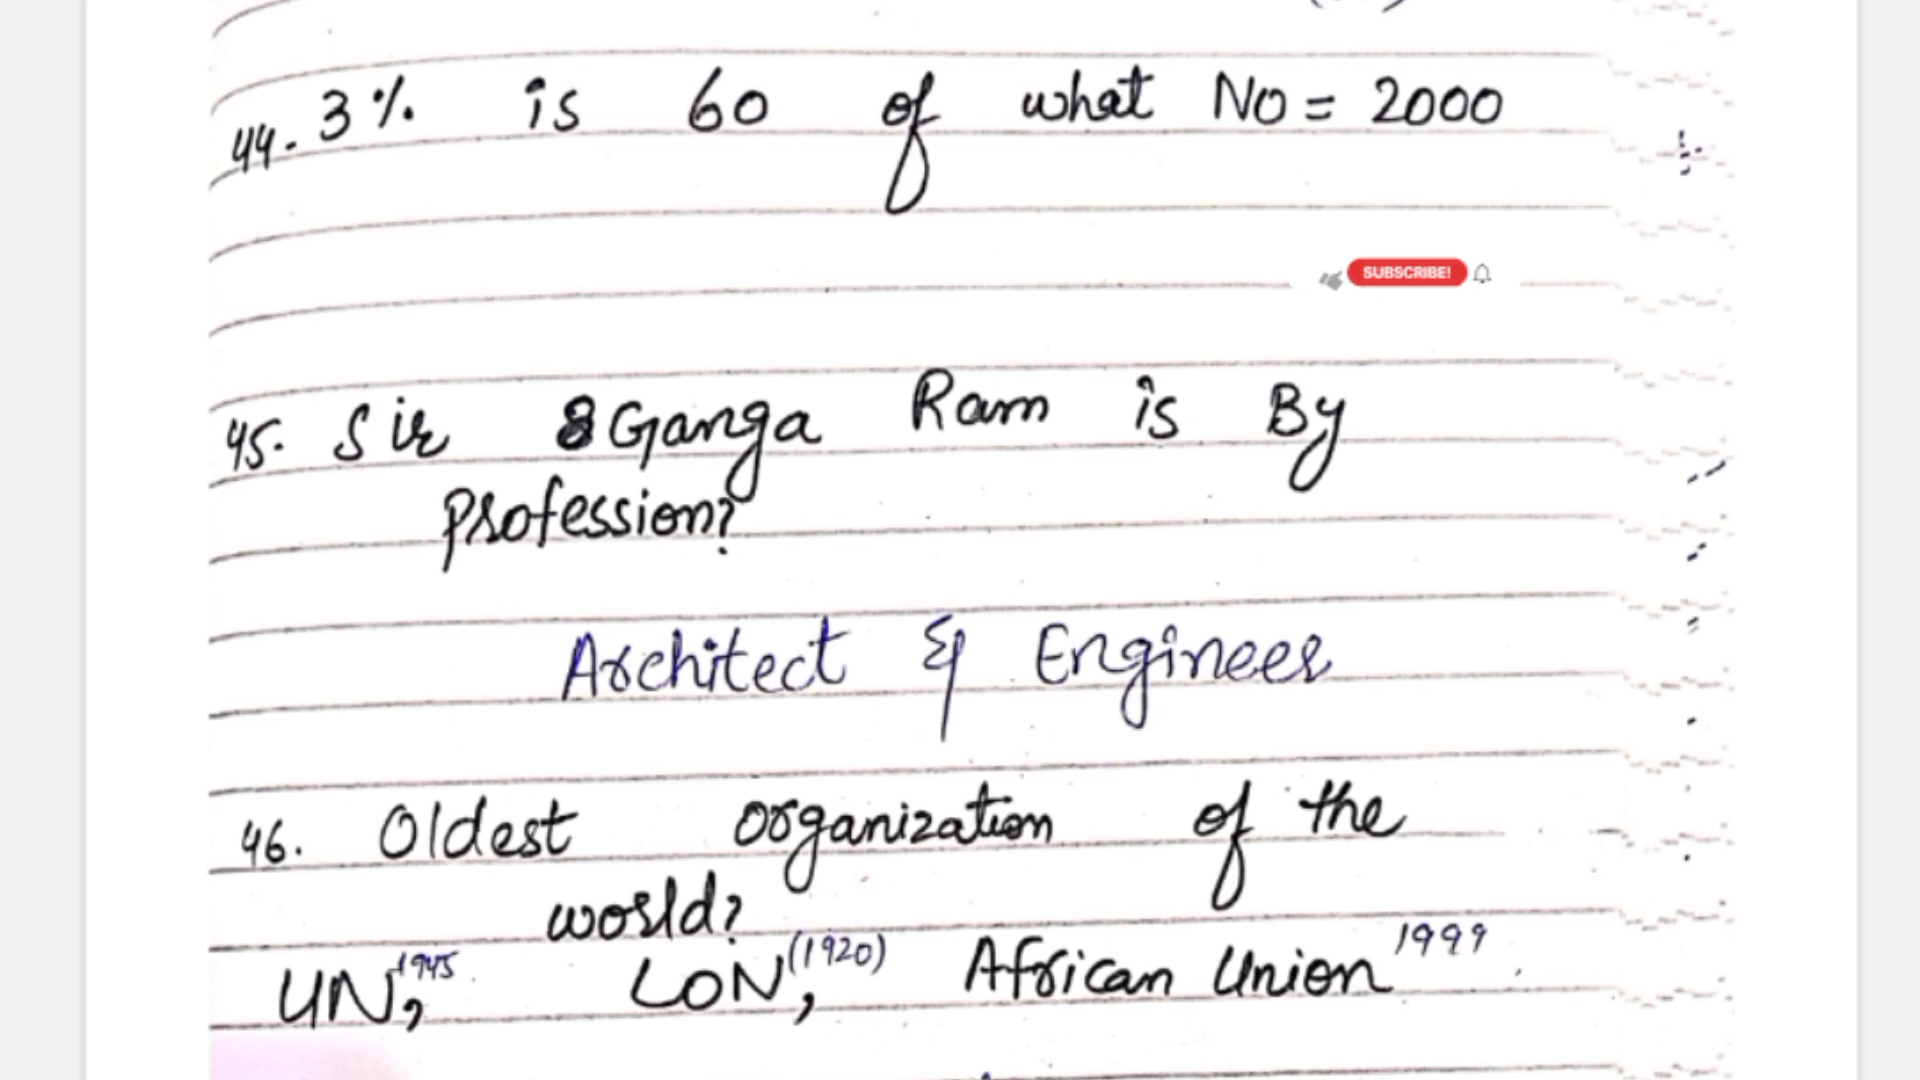 44. 3% is 60 of what NO = 2000
SUBSCRIBE!
45. Sir Ganga Ram is By
profession?
Architect & Engineer
46. Oldest organization of the
world?
UN, 1945 LON, (1920) African Union 1999